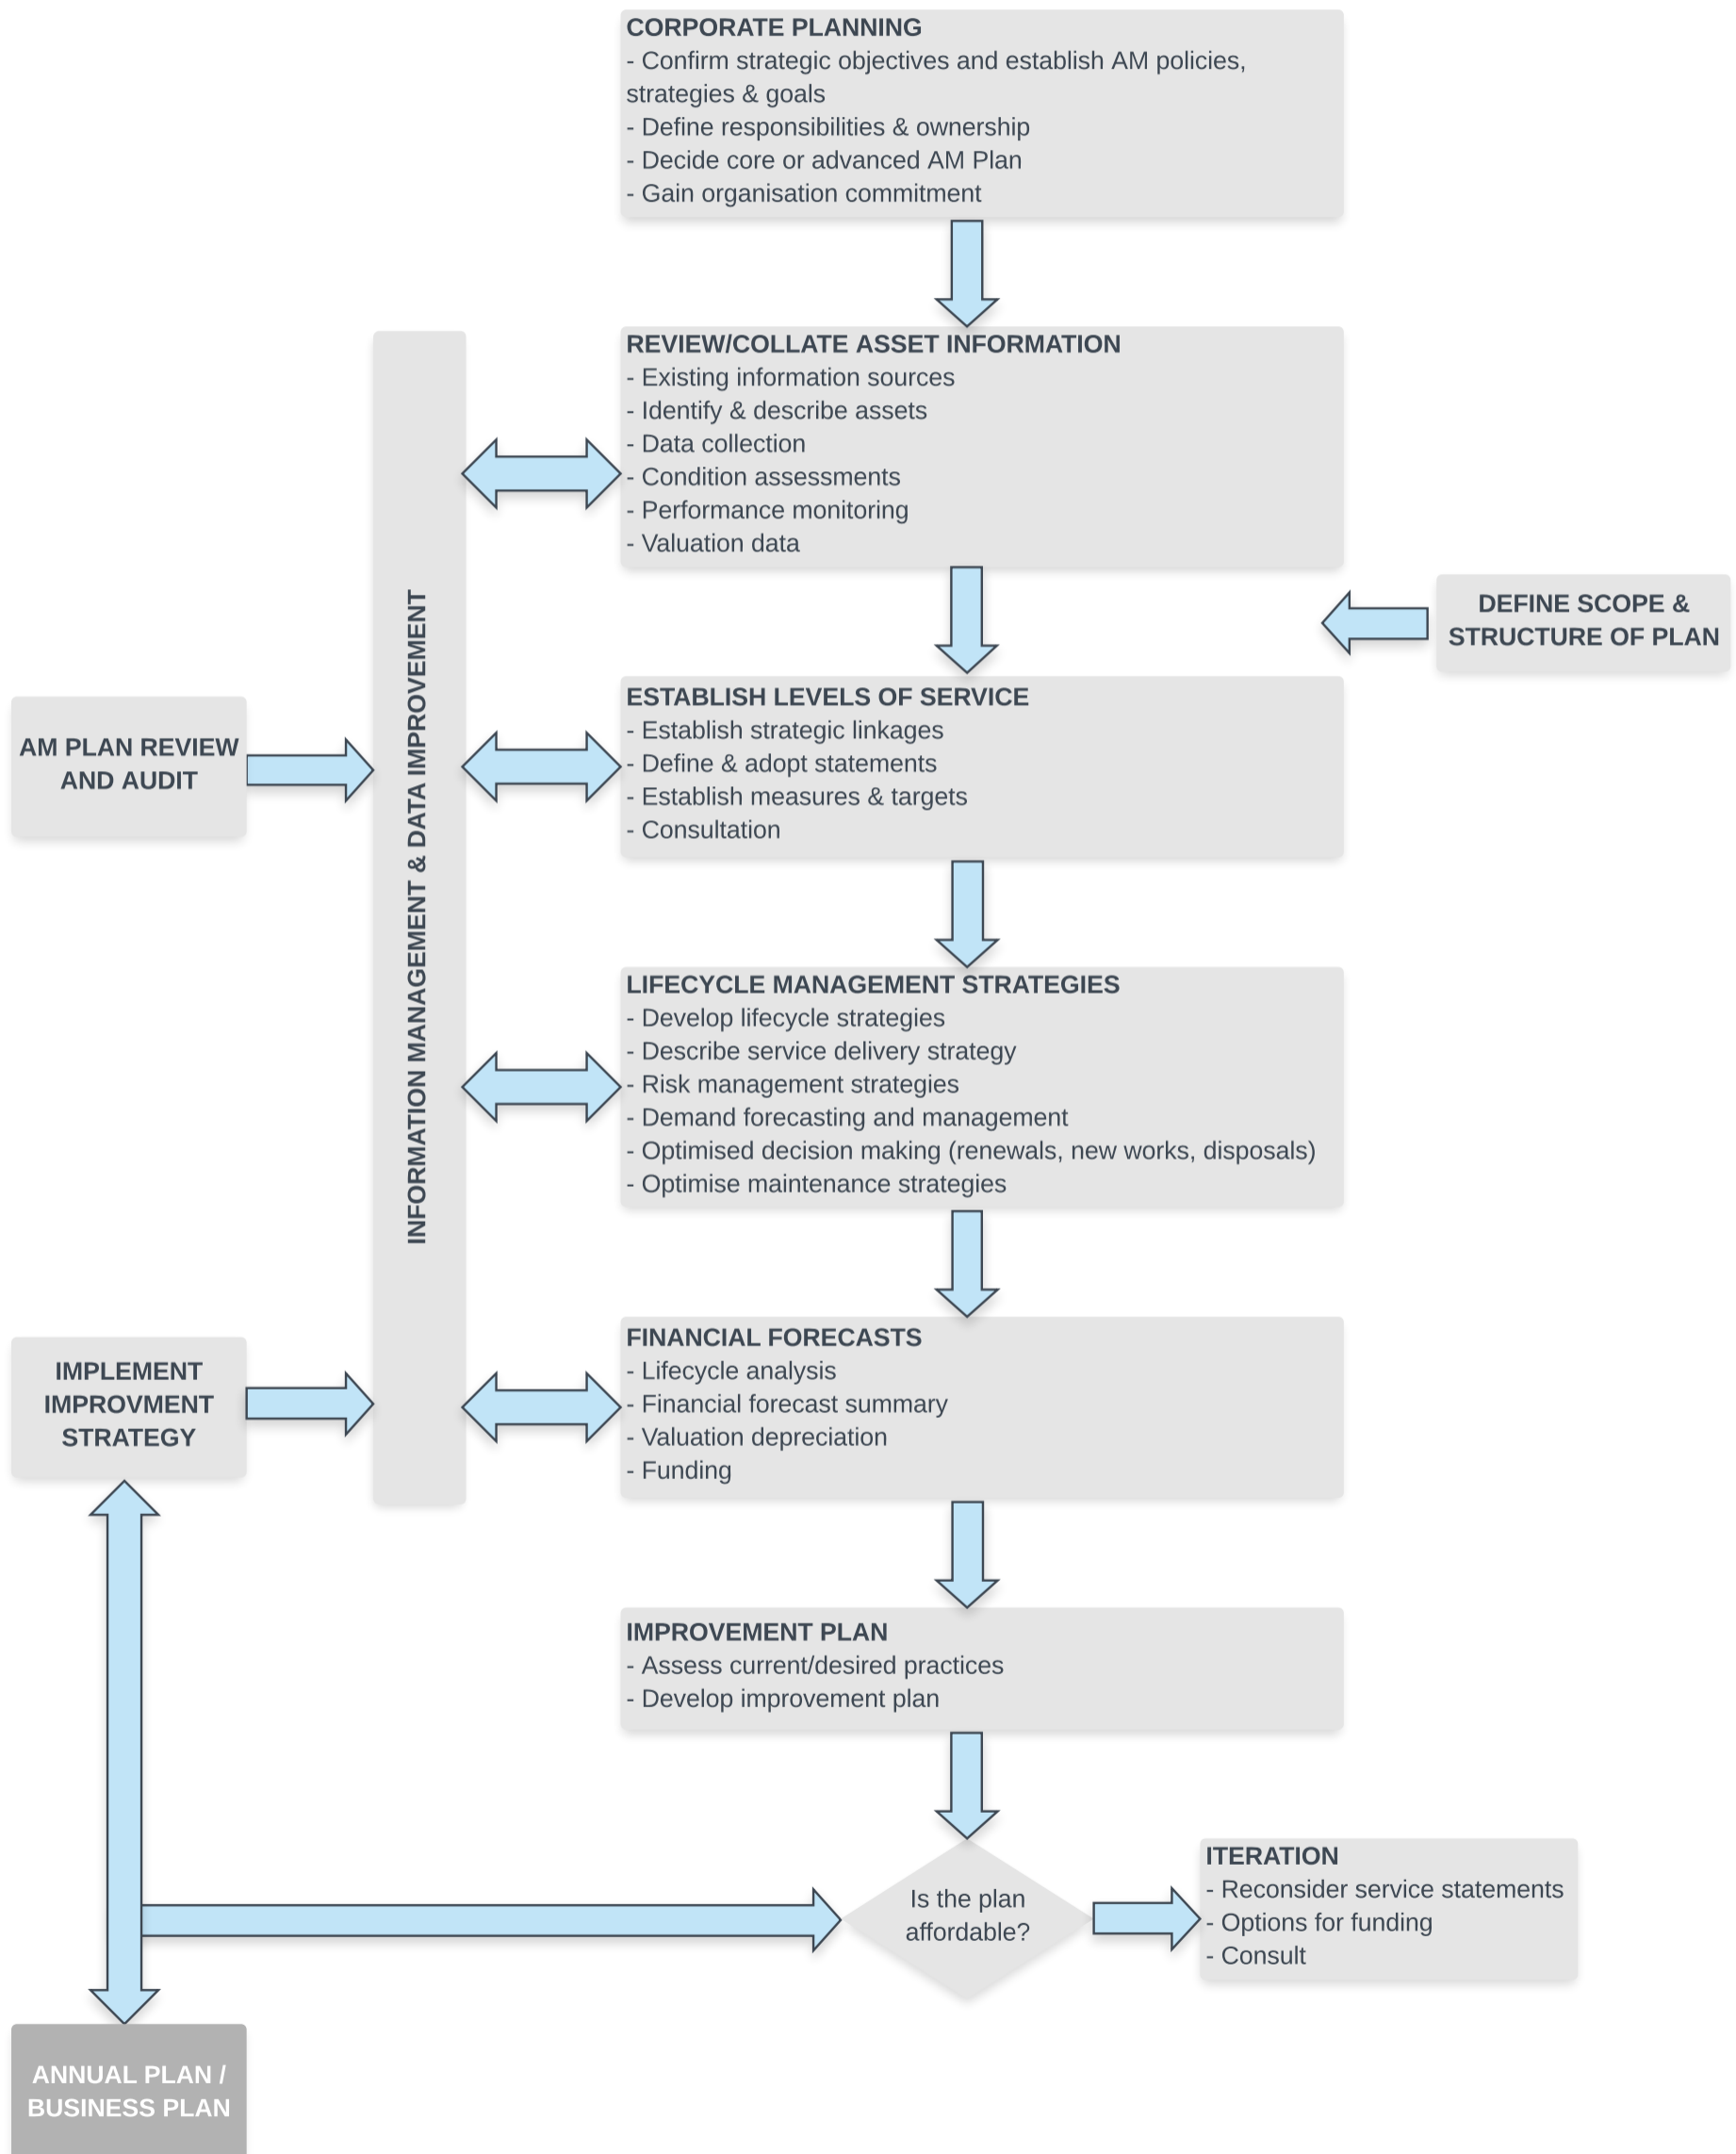 CORPORATE PLANNING
- Confirm strategic objectives and establish AM policies,
strategies & goals
- Define responsibilities & ownership
- Decide core or advanced AM Plan
- Gain organisation commitment
REVIEW/COLLATE ASSET INFORMATION
- Existing information sources
- Identify & describe assets
- Data collection
- Condition assessments
- Performance monitoring
- Valuation data
DEFINE SCOPE &
STRUCTURE OF PLAN
INFORMATION MANAGEMENT & DATA IMPROVEMENT
AM PLAN REVIEW
AND AUDIT
ESTABLISH LEVELS OF SERVICE
- Establish strategic linkages
- Define & adopt statements
- Establish measures & targets
- Consultation
LIFECYCLE MANAGEMENT STRATEGIES
- Develop lifecycle strategies
- Describe service delivery strategy
- Risk management strategies
- Demand forecasting and management
- Optimised decision making (renewals, new works, disposals)
- Optimise maintenance strategies
IMPLEMENT
IMPROVMENT
STRATEGY
FINANCIAL FORECASTS
- Lifecycle analysis
- Financial forecast summary
- Valuation depreciation
- Funding
IMPROVEMENT PLAN
- Assess current/desired practices
- Develop improvement plan
Is the plan
affordable?
ITERATION
- Reconsider service statements
- Options for funding
- Consult
ANNUAL PLAN /
BUSINESS PLAN